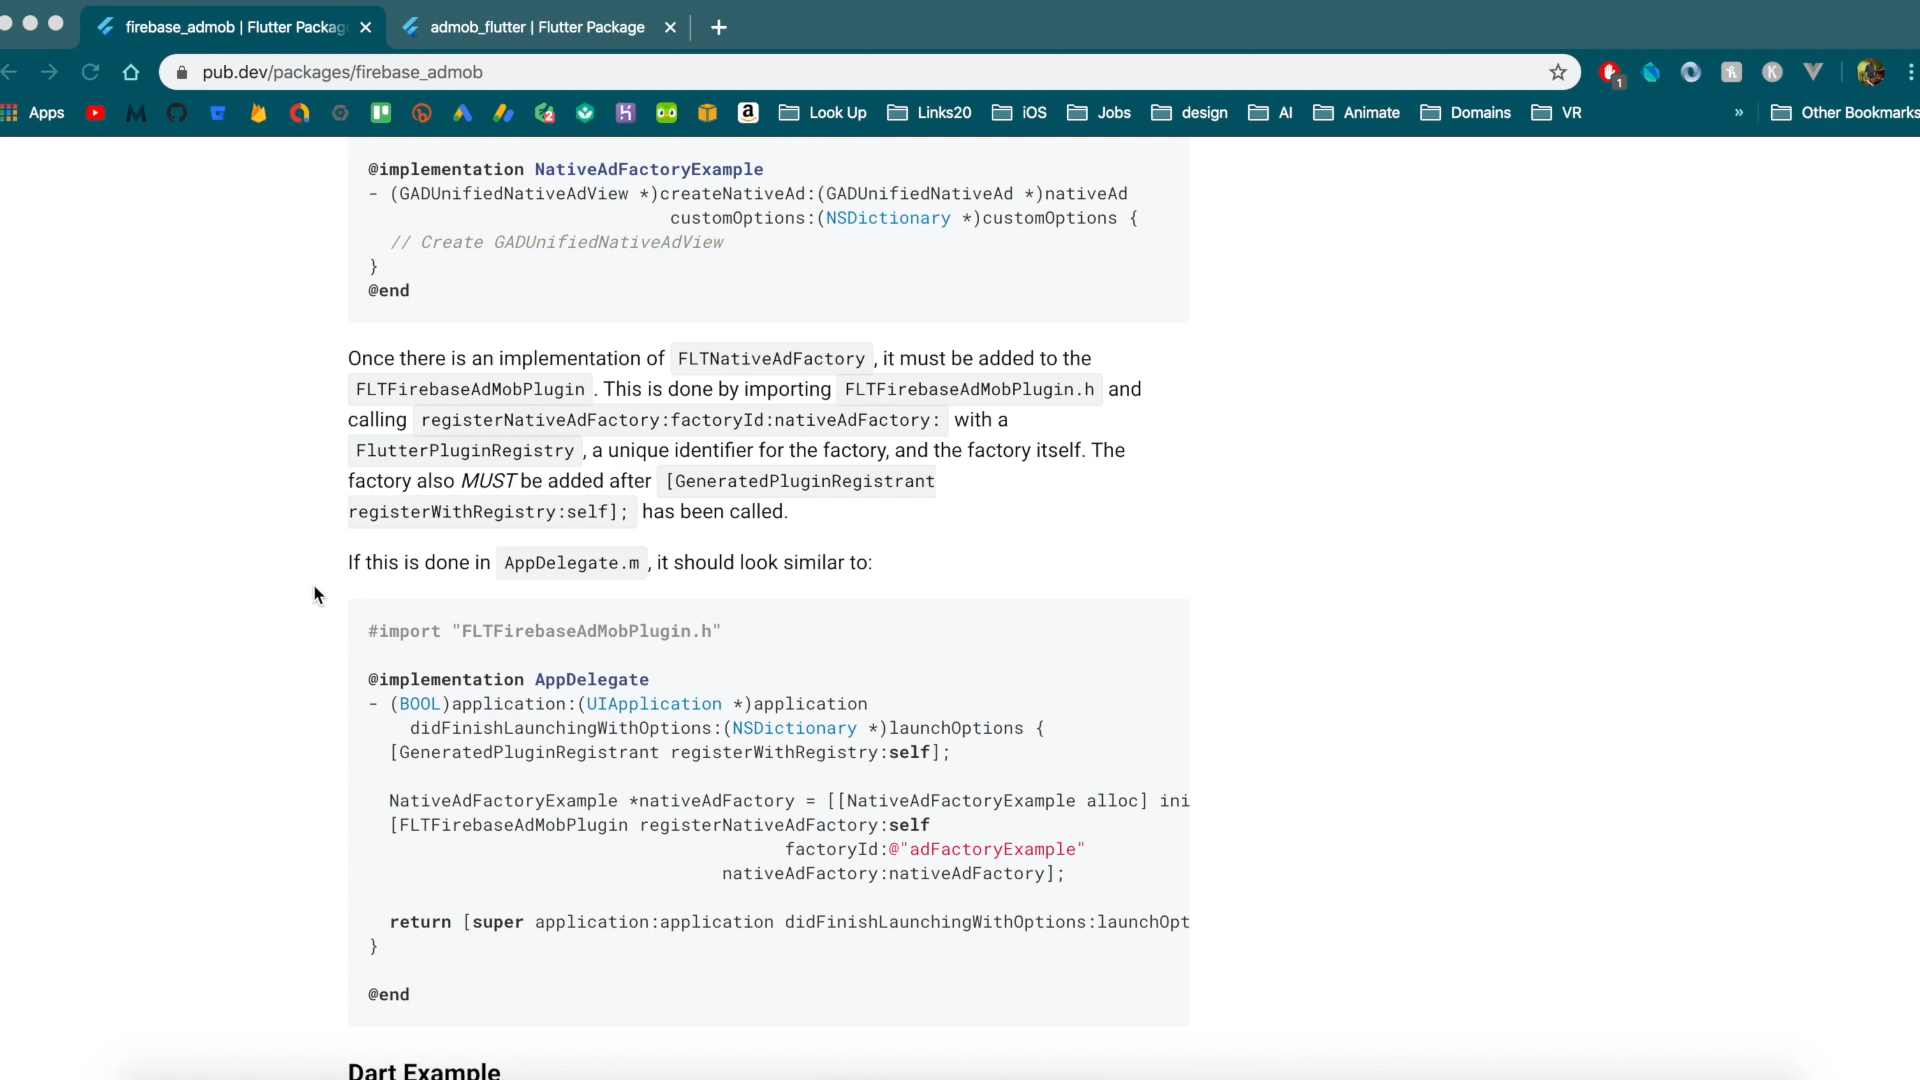 firebase_admob | Flutter Packag
admob_flutter | Flutter Package
pub.dev/packages/firebase_admob
1
Apps
Look Up
Links20
iOS
Jobs
design
AI
Animate
Domains
VR
»
Other Bookmarks
@implementation NativeAdFactoryExample
- (GADUnifiedNativeAdView *)createNativeAd:(GADUnifiedNativeAd *)nativeAd
customOptions:(NSDictionary *)customOptions {
// Create GADUnifiedNativeAdView
}
@end
Once there is an implementation of FLTNativeAdFactory, it must be added to the
FLTFirebaseAdMobPlugin. This is done by importing FLTFirebaseAdMobPlugin.h and
calling registerNativeAdFactory:factoryId:nativeAdFactory: with a
FlutterPluginRegistry, a unique identifier for the factory, and the factory itself. The
factory also MUST be added after [GeneratedPluginRegistrant
registerWithRegistry:self]; has been called.
If this is done in AppDelegate.m, it should look similar to:
#import "FLTFirebaseAdMobPlugin.h"
@implementation AppDelegate
- (BOOL)application:(UIApplication *)application
didFinishLaunchingWithOptions:(NSDictionary *)launchOptions {
[GeneratedPluginRegistrant registerWithRegistry:self];
NativeAdFactoryExample *nativeAdFactory = [[NativeAdFactoryExample alloc] ini
[FLTFirebaseAdMobPlugin registerNativeAdFactory:self
factoryId:@"adFactoryExample"
nativeAdFactory:nativeAdFactory];
return [super application:application didFinishLaunchingWithOptions:launchOpt
}
@end
Dart Example